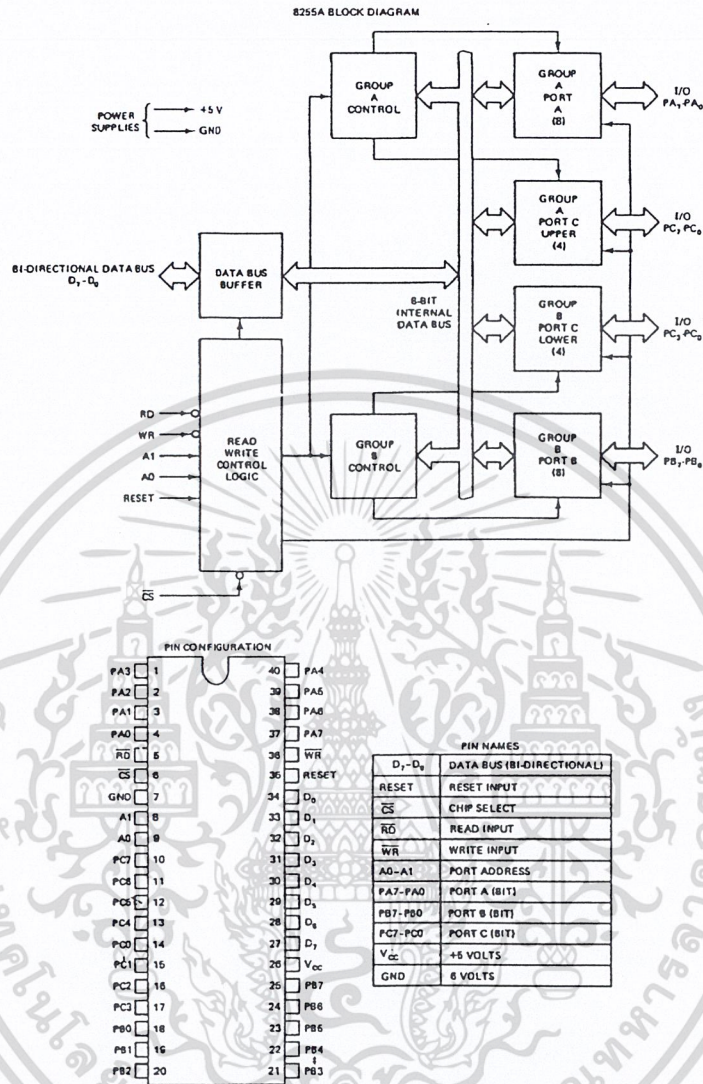 8255A BLOCK DIAGRAM
POWER SUPPLIES
+5 V
GND
GROUP A CONTROL
GROUP A PORT A (8)
I/O PA7-PA0
GROUP A PORT C UPPER (4)
I/O PC7-PC0
BI-DIRECTIONAL DATA BUS D7-D0
DATA BUS BUFFER
8-BIT INTERNAL DATA BUS
GROUP B PORT C LOWER (4)
I/O PC3-PC0
RD
WR
A1
A0
RESET
READ WRITE CONTROL LOGIC
GROUP B CONTROL
GROUP B PORT B (8)
I/O PB7-PB0
CS
PIN CONFIGURATION
PA3 1 40 PA4
PA2 2 39 PA5
PA1 3 38 PA6
PA0 4 37 PA7
RD 5 36 WR
CS 6 35 RESET
GND 7 34 D0
A1 8 33 D1
A0 9 32 D2
PC7 10 31 D3
PC6 11 30 D4
PC5 12 29 D5
PC4 13 28 D6
PC0 14 27 D7
PC1 15 26 VCC
PC2 16 25 PB7
PC3 17 24 PB6
PB0 18 23 PB5
PB1 19 22 PB4
PB2 20 21 PB3
PIN NAMES
D7-D0 DATA BUS (BI-DIRECTIONAL)
RESET RESET INPUT
CS CHIP SELECT
RD READ INPUT
WR WRITE INPUT
A0-A1 PORT ADDRESS
PA7-PA0 PORT A (BIT)
PB7-PB0 PORT B (BIT)
PC7-PC0 PORT C (BIT)
VCC +5 VOLTS
GND 0 VOLTS